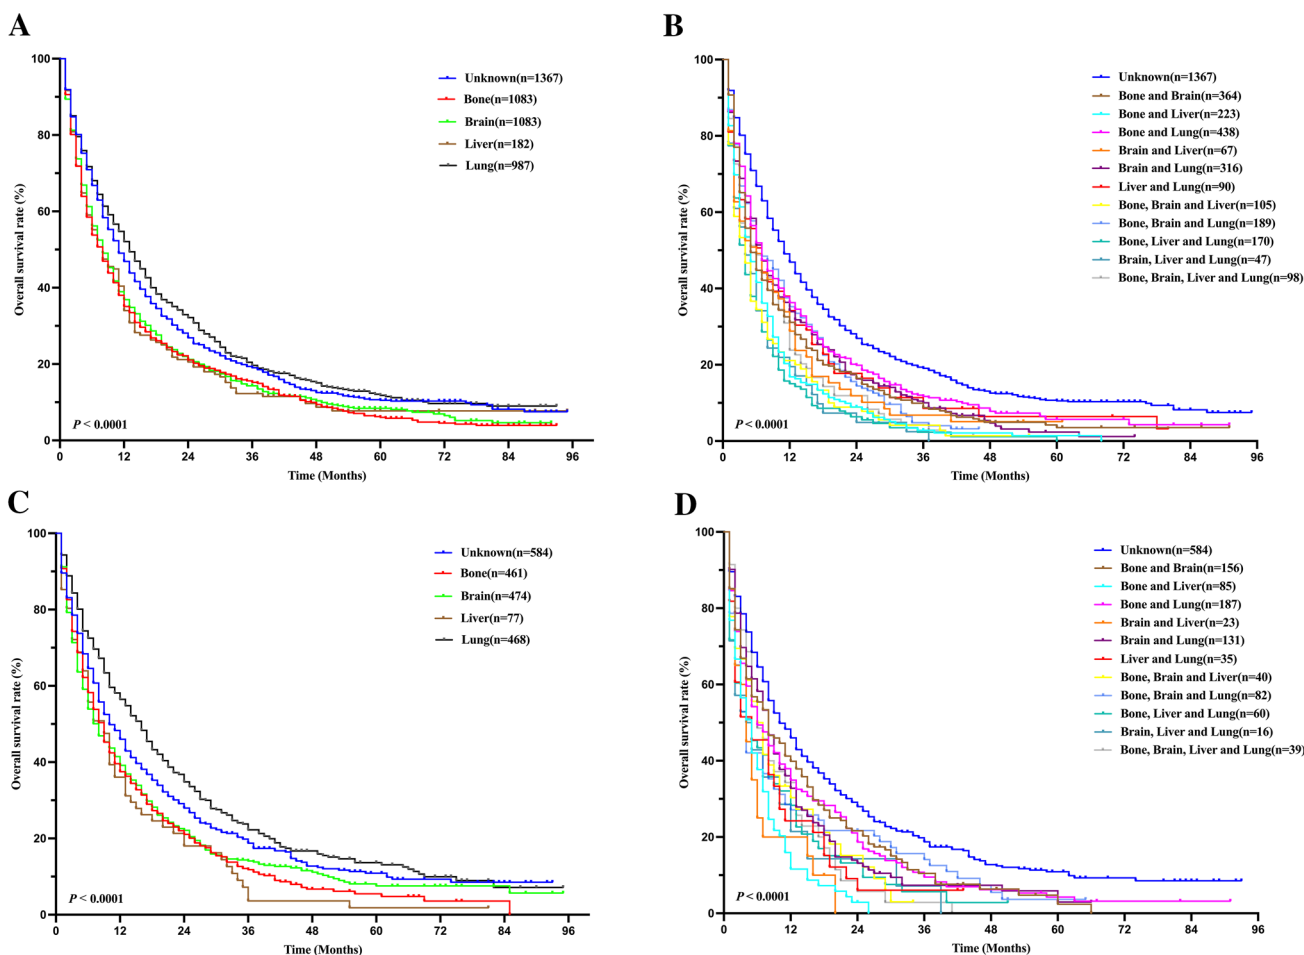 A
Overall survival rate (%)
100
80
60
40
20
0
0 12 24 36 48 60 72 84 96
Time (Months)
P < 0.0001
Unknown(n=1367)
Bone(n=1083)
Brain(n=1083)
Liver(n=182)
Lung(n=987)
B
Overall survival rate (%)
100
80
60
40
20
0
0 12 24 36 48 60 72 84 96
Time (Months)
P < 0.0001
Unknown(n=1367)
Bone and Brain(n=364)
Bone and Liver(n=223)
Bone and Lung(n=438)
Brain and Liver(n=67)
Brain and Lung(n=316)
Liver and Lung(n=90)
Bone, Brain and Liver(n=105)
Bone, Brain and Lung(n=189)
Bone, Liver and Lung(n=170)
Brain, Liver and Lung(n=47)
Bone, Brain, Liver and Lung(n=98)
C
Overall survival rate (%)
100
80
60
40
20
0
0 12 24 36 48 60 72 84 96
Time (Months)
P < 0.0001
Unknown(n=584)
Bone(n=461)
Brain(n=474)
Liver(n=77)
Lung(n=468)
D
Overall survival rate (%)
100
80
60
40
20
0
0 12 24 36 48 60 72 84 96
Time (Months)
P < 0.0001
Unknown(n=584)
Bone and Brain(n=156)
Bone and Liver(n=85)
Bone and Lung(n=187)
Brain and Liver(n=23)
Brain and Lung(n=131)
Liver and Lung(n=35)
Bone, Brain and Liver(n=40)
Bone, Brain and Lung(n=82)
Bone, Liver and Lung(n=60)
Brain, Liver and Lung(n=16)
Bone, Brain, Liver and Lung(n=39)